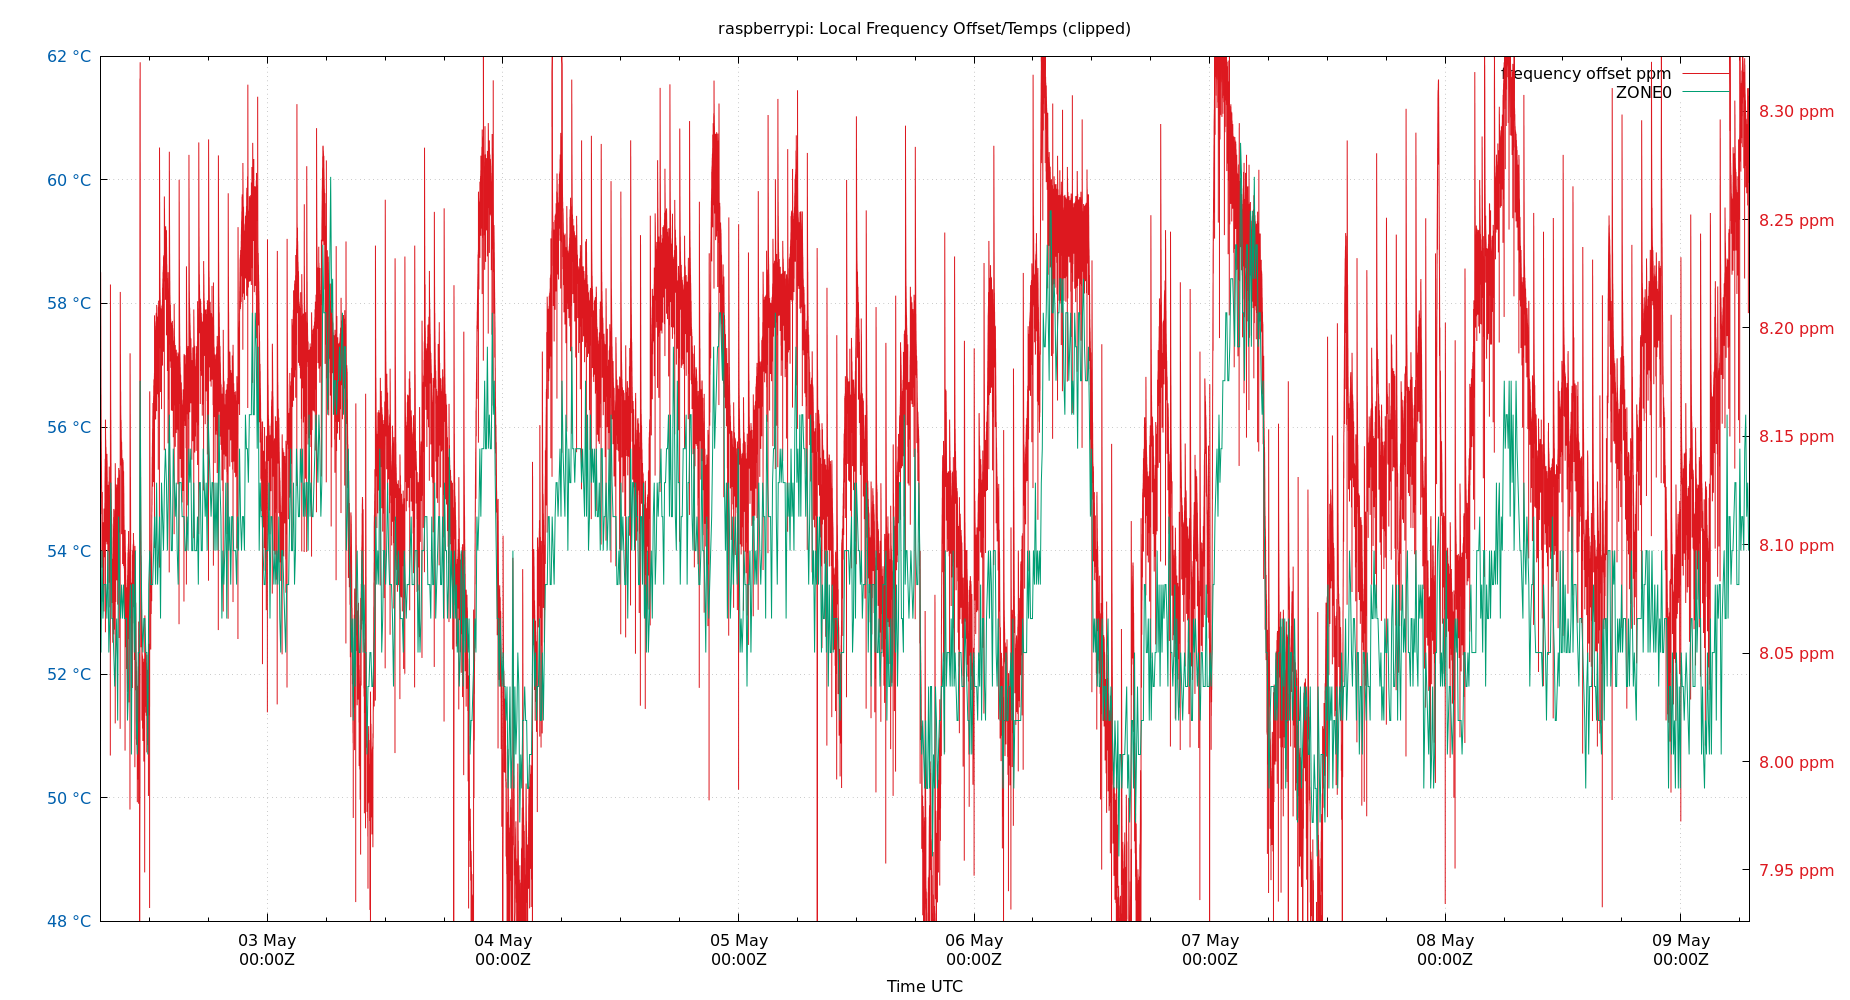 raspberrypi: Local Frequency Offset/Temps (clipped)
62 °C
60 °C
58 °C
56 °C
54 °C
52 °C
50 °C
48 °C
frequency offset ppm
ZONE0
8.30 ppm
8.25 ppm
8.20 ppm
8.15 ppm
8.10 ppm
8.05 ppm
8.00 ppm
7.95 ppm
03 May
00:00Z
04 May
00:00Z
05 May
00:00Z
06 May
00:00Z
07 May
00:00Z
08 May
00:00Z
09 May
00:00Z
Time UTC